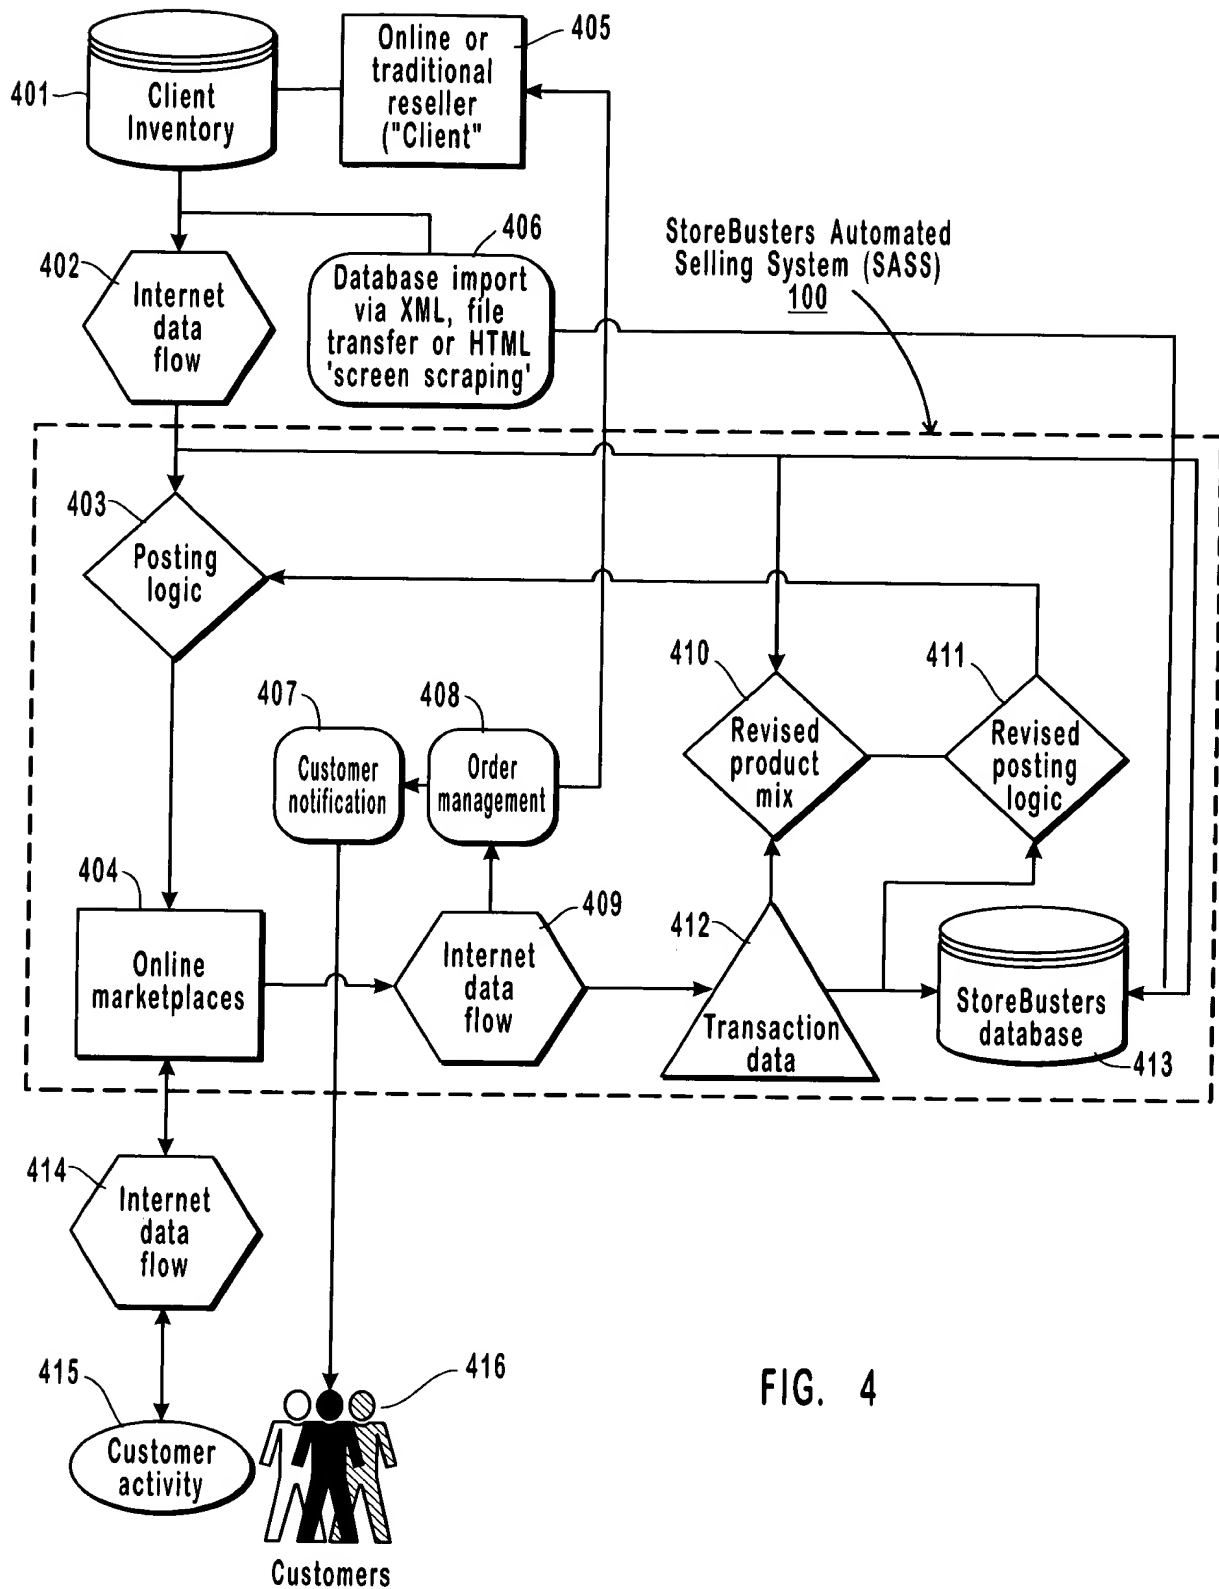 401
Client
Inventory
Online or
traditional
reseller
("Client"
405
402
Internet
data
flow
406
Database import
via XML, file
transfer or HTML
'screen scraping'
StoreBusters Automated
Selling System (SASS)
100
403
Posting
logic
407
Customer
notification
408
Order
management
410
Revised
product
mix
411
Revised
posting
logic
404
Online
marketplaces
409
Internet
data
flow
412
Transaction
data
StoreBusters
database
413
414
Internet
data
flow
415
Customer
activity
416
Customers
FIG. 4